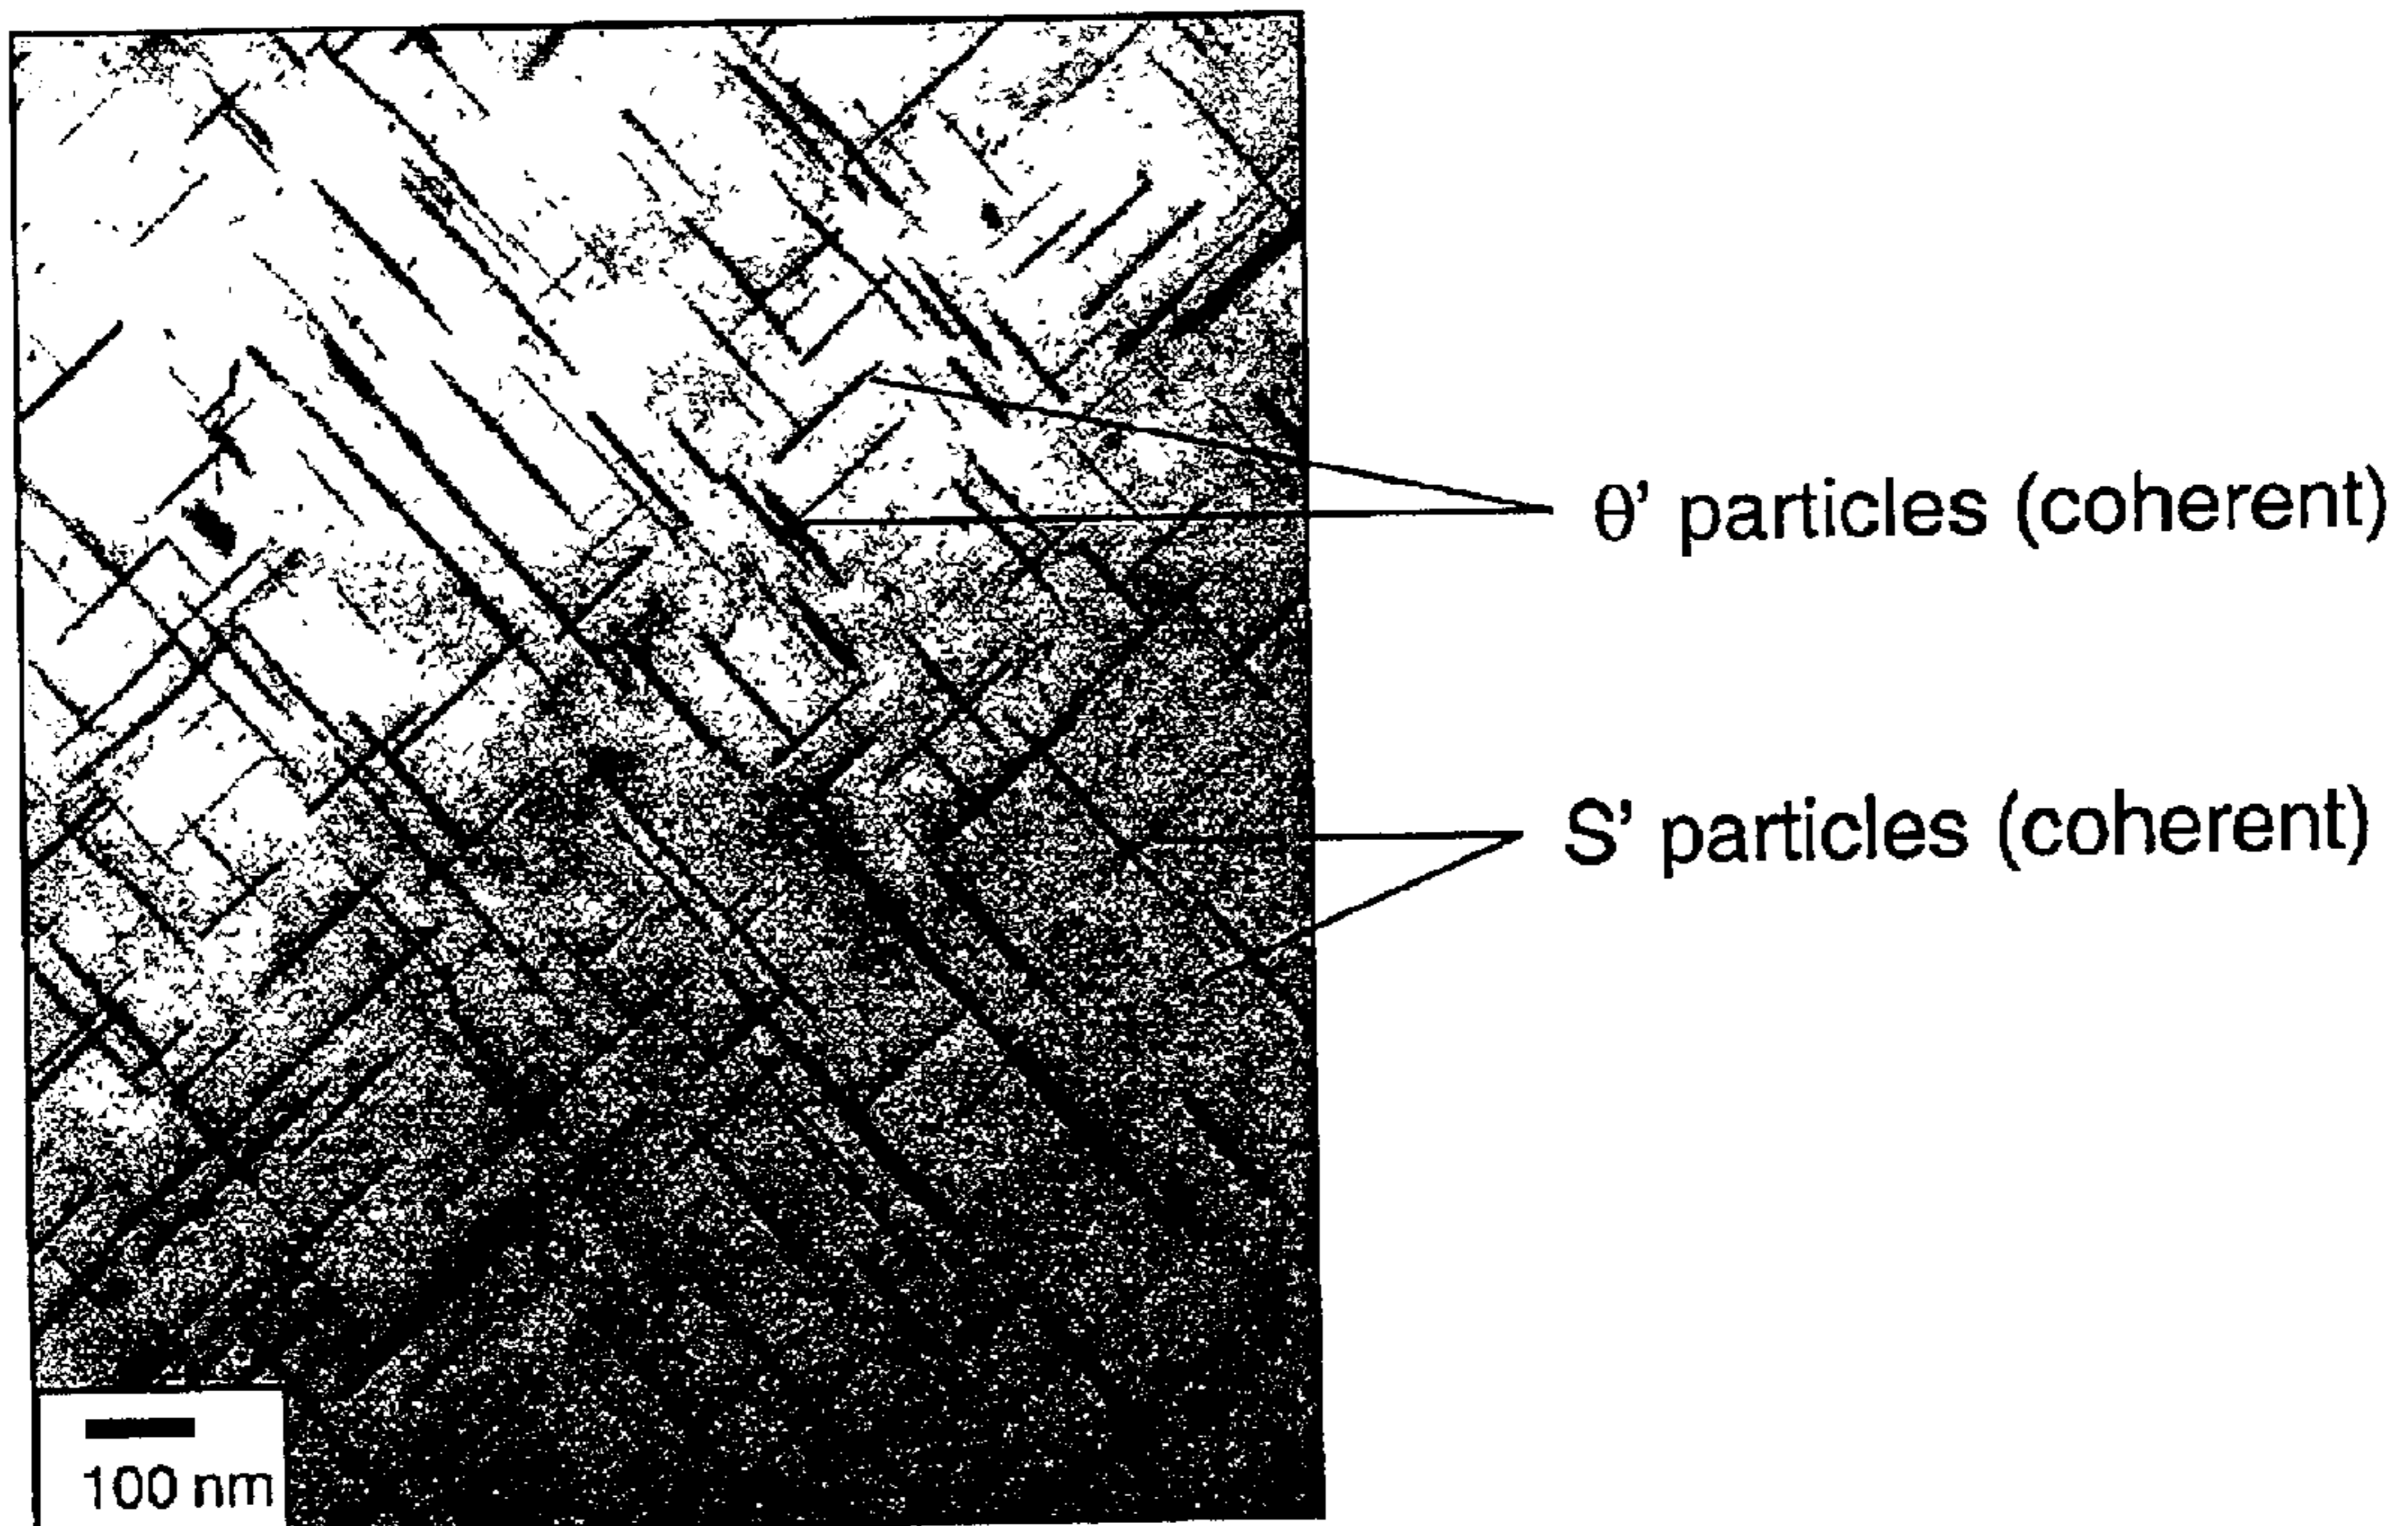 θ' particles (coherent)
S' particles (coherent)
100 nm